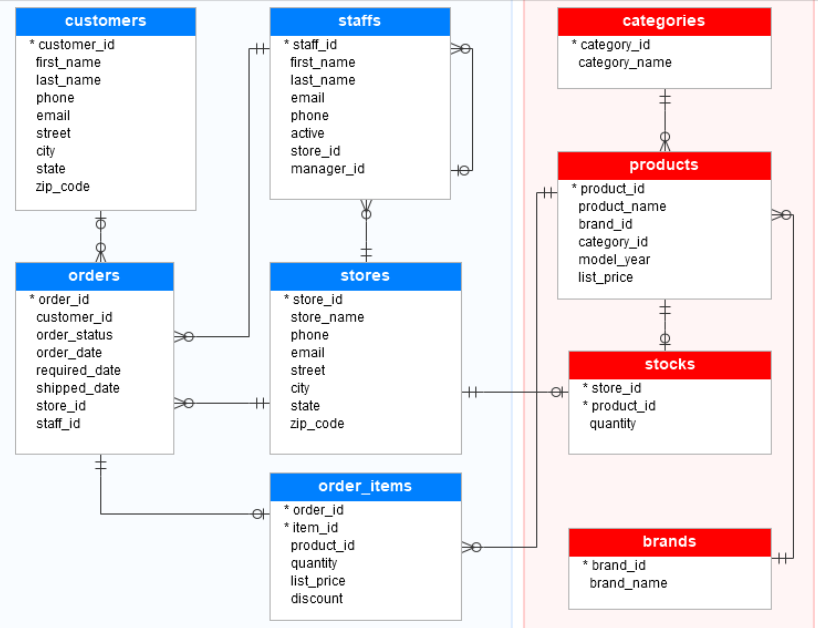 customers
* customer_id
first_name
last_name
phone
email
street
city
state
zip_code
staffs
* staff_id
first_name
last_name
email
phone
active
store_id
manager_id
categories
* category_id
category_name
products
* product_id
product_name
brand_id
category_id
model_year
list_price
orders
* order_id
customer_id
order_status
order_date
required_date
shipped_date
store_id
staff_id
stores
* store_id
store_name
phone
email
street
city
state
zip_code
stocks
* store_id
* product_id
quantity
order_items
* order_id
* item_id
product_id
quantity
list_price
discount
brands
* brand_id
brand_name